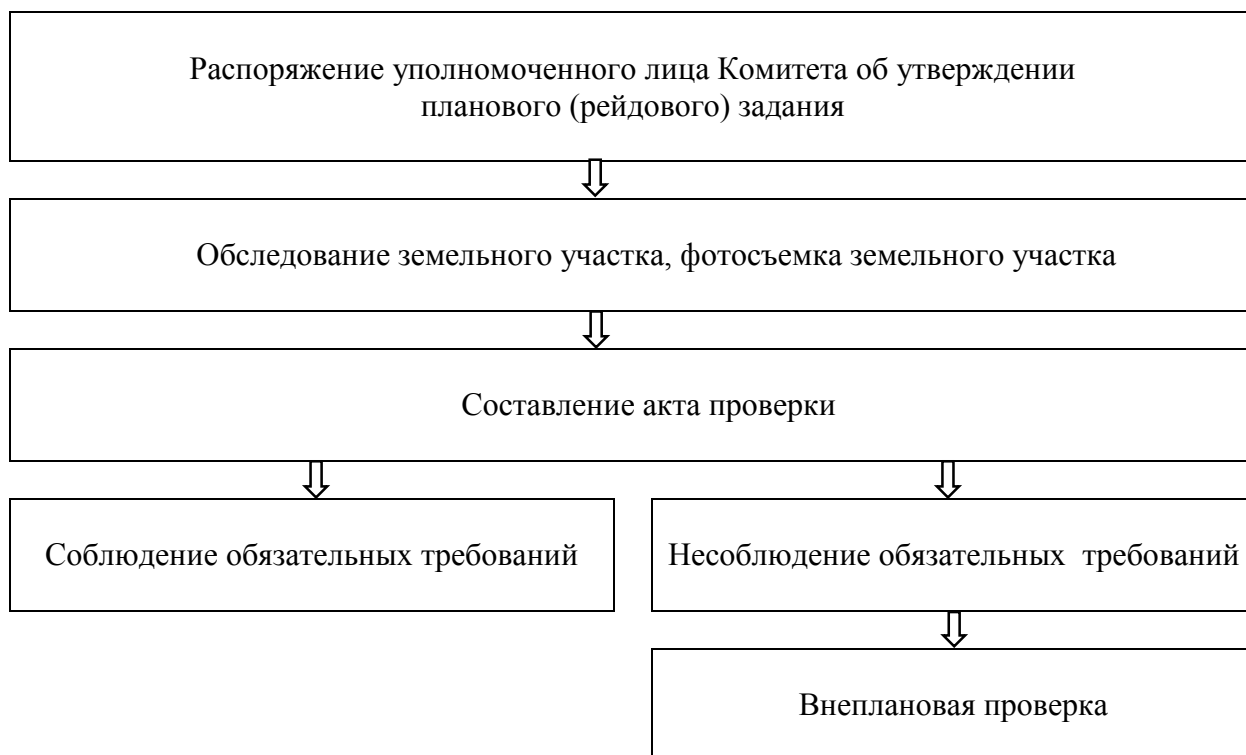 Распоряжение уполномоченного лица Комитета об утверждении
планового (рейдового) задания
Обследование земельного участка, фотосъемка земельного участка
Составление акта проверки
Соблюдение обязательных требований
Несоблюдение обязательных  требований
Внеплановая проверка